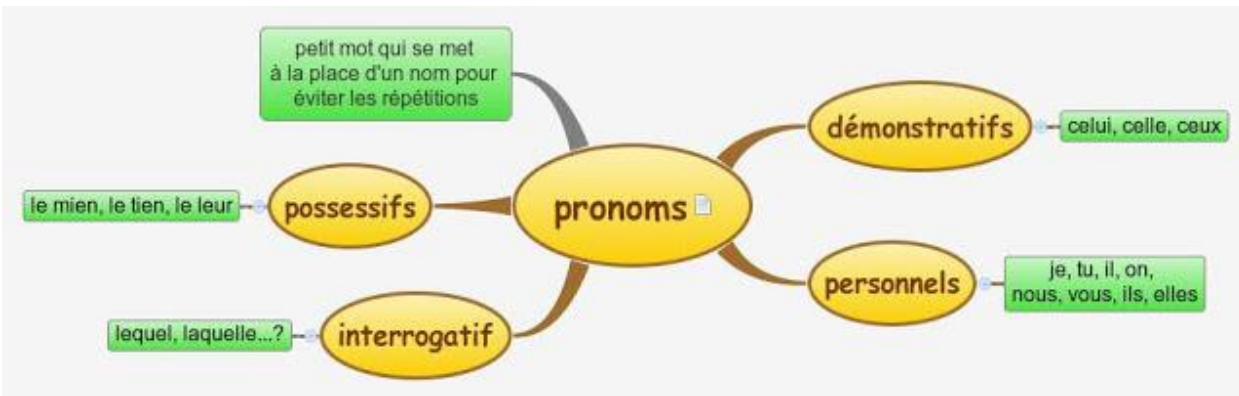 petit mot qui se met
à la place d'un nom pour
éviter les répétitions
démonstratifs
celui, celle, ceux
le mien, le tien, le leur
possessifs
pronoms
personnels
je, tu, il, on,
nous, vous, ils, elles
lequel, laquelle...?
interrogatif